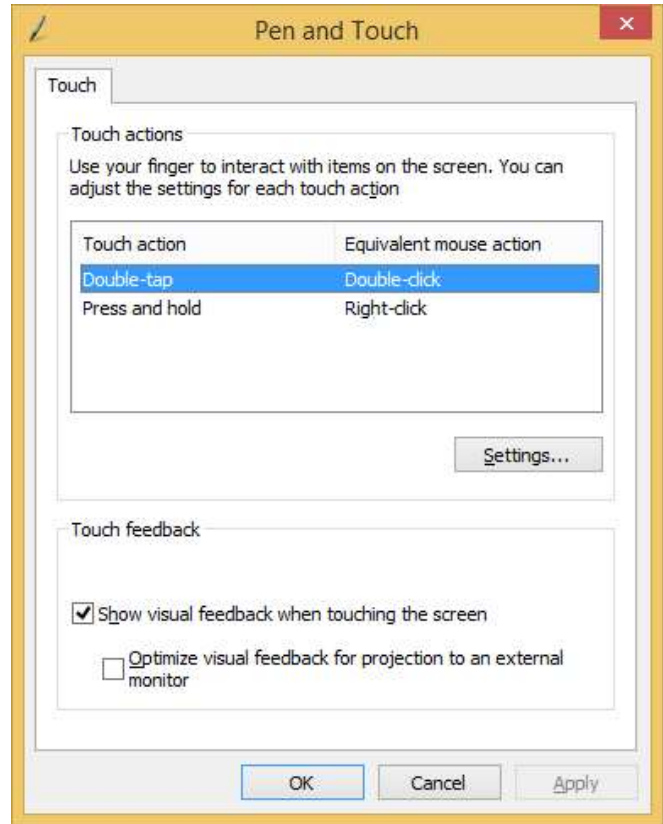 Pen and Touch
Touch
Touch actions
Use your finger to interact with items on the screen. You can
adjust the settings for each touch action
Touch action Equivalent mouse action
Double-tap Double-click
Press and hold Right-click
Settings...
Touch feedback
Show visual feedback when touching the screen
Optimize visual feedback for projection to an external
monitor
OK Cancel Apply